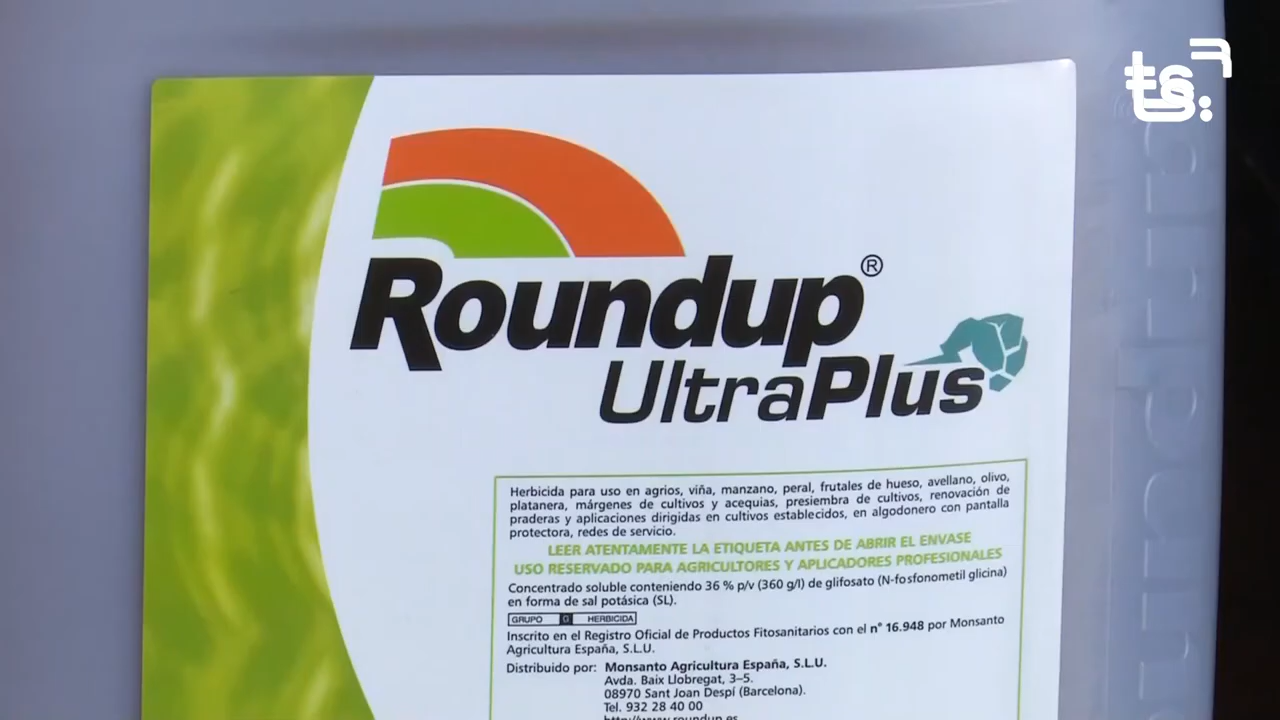 ts:
Roundup®
UltraPlus
Herbicida para uso en agrios, viña, manzano, peral, frutales de hueso, avellano, olivo,
platanera, márgenes de cultivos y acequias, presiembra de cultivos, renovación de
praderas y aplicaciones dirigidas en cultivos establecidos, en algodonero con pantalla
protectora, redes de servicio.
LEER ATENTAMENTE LA ETIQUETA ANTES DE ABRIR EL ENVASE
USO RESERVADO PARA AGRICULTORES Y APLICADORES PROFESIONALES
Concentrado soluble conteniendo 36 % p/v (360 g/l) de glifosato (N-fosfonometil glicina)
en forma de sal potásica (SL).
GRUPO G HERBICIDA
Inscrito en el Registro Oficial de Productos Fitosanitarios con el n° 16.948 por Monsanto
Agricultura España, S.L.U.
Distribuido por: Monsanto Agricultura España, S.L.U.
Avda. Baix Llobregat, 3–5.
08970 Sant Joan Despí (Barcelona).
Tel. 932 28 40 00
http://www.roundup.es